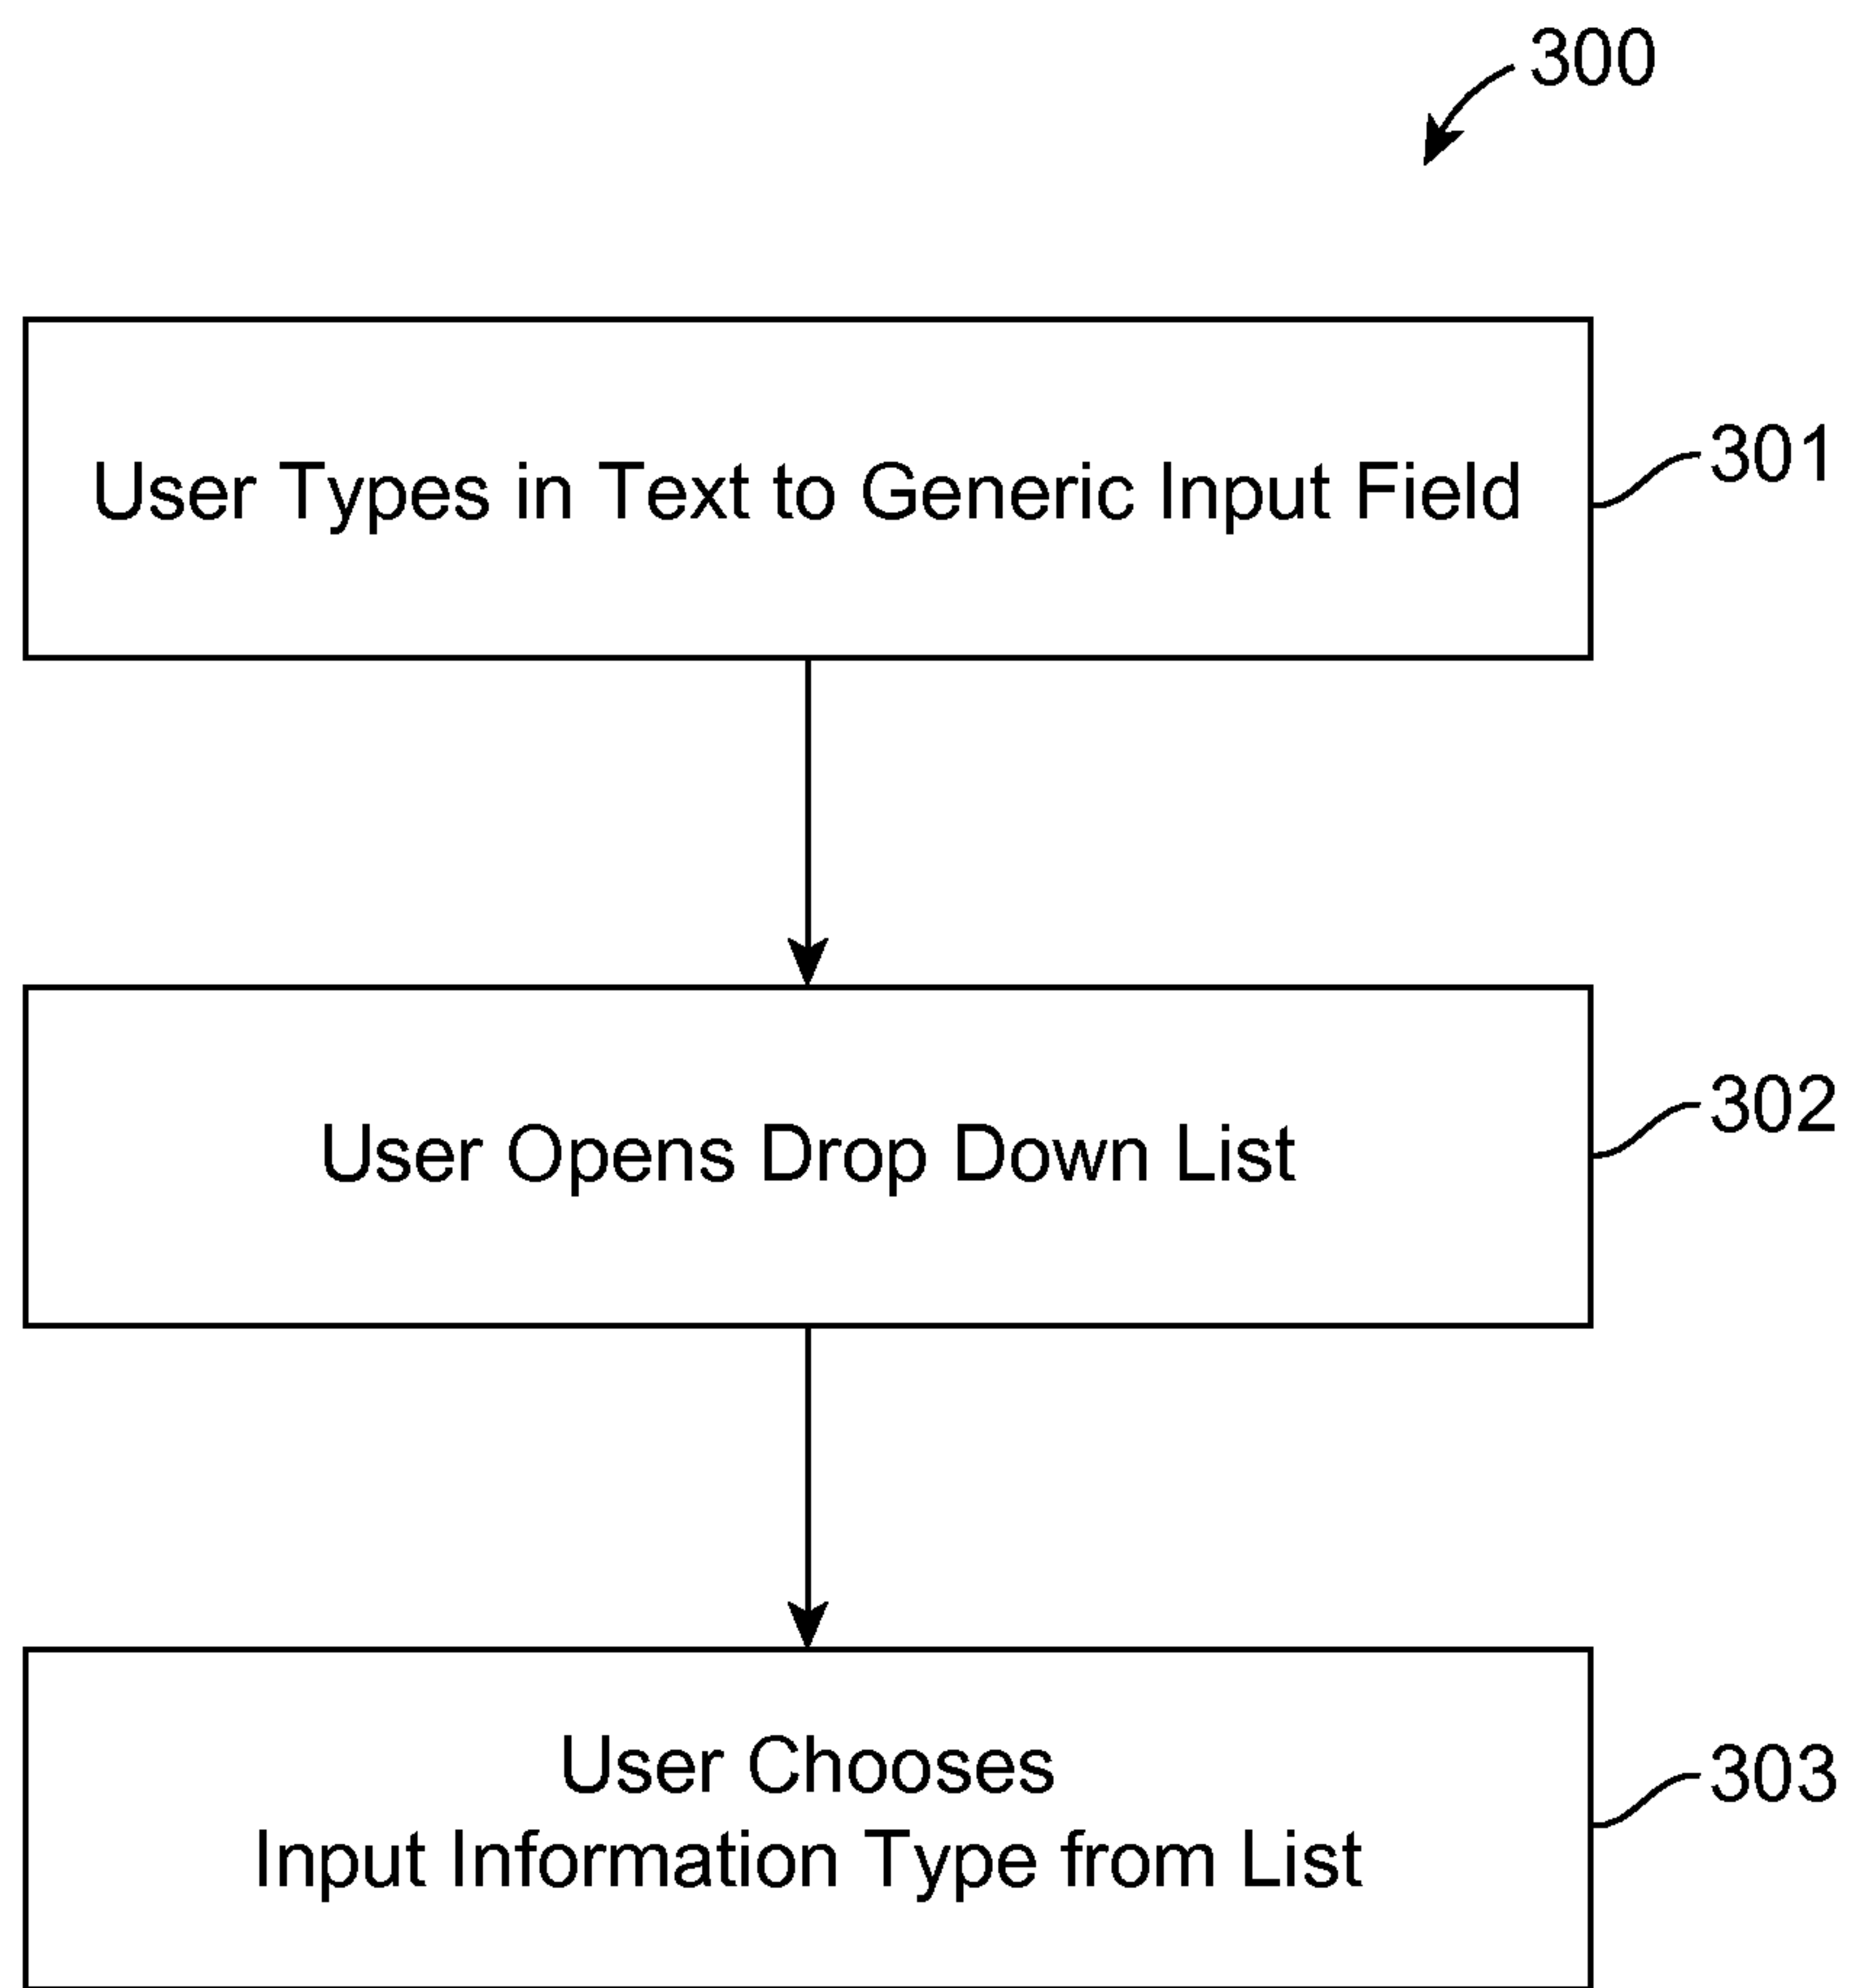 300
User Types in Text to Generic Input Field
301
User Opens Drop Down List
302
User Chooses
Input Information Type from List
303